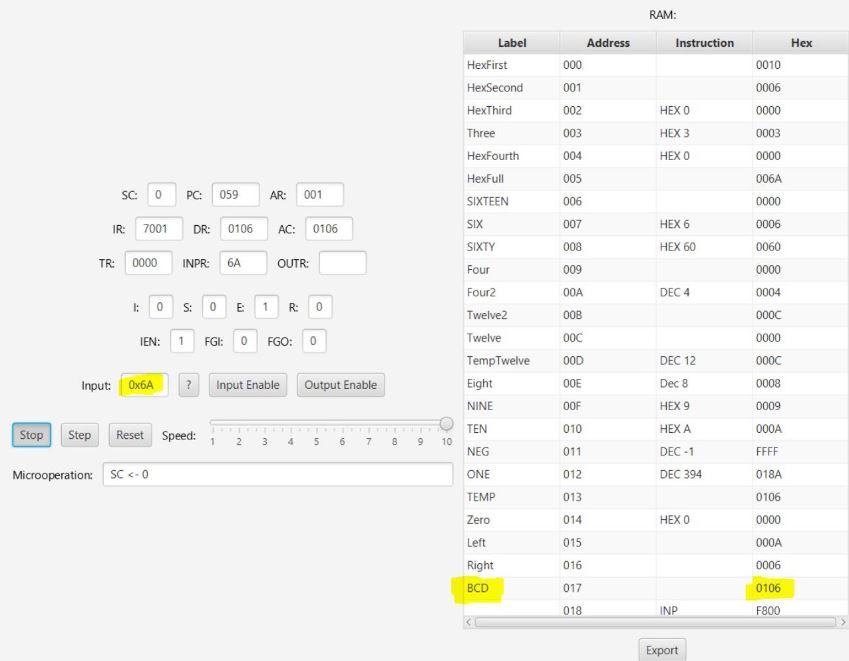 RAM:
Label Address Instruction Hex
HexFirst 000 0010
HexSecond 001 0006
HexThird 002 HEX 0 0000
Three 003 HEX 3 0003
HexFourth 004 HEX 0 0000
HexFull 005 006A
SIXTEEN 006 0000
SIX 007 HEX 6 0006
SIXTY 008 HEX 60 0060
Four 009 0000
Four2 00A DEC 4 0004
Twelve2 00B 000C
Twelve 00C 0000
TempTwelve 00D DEC 12 000C
Eight 00E Dec 8 0008
NINE 00F HEX 9 0009
TEN 010 HEX A 000A
NEG 011 DEC -1 FFFF
ONE 012 DEC 394 018A
TEMP 013 0106
Zero 014 HEX 0 0000
Left 015 000A
Right 016 0006
BCD 017 0106
018 INP F800
Export
SC: 0 PC: 059 AR: 001
IR: 7001 DR: 0106 AC: 0106
TR: 0000 INPR: 6A OUTR:
I: 0 S: 0 E: 1 R: 0
IEN: 1 FGI: 0 FGO: 0
Input: 0x6A ? Input Enable Output Enable
Stop Step Reset Speed: 1 2 3 4 5 6 7 8 9 10
Microoperation: SC <- 0